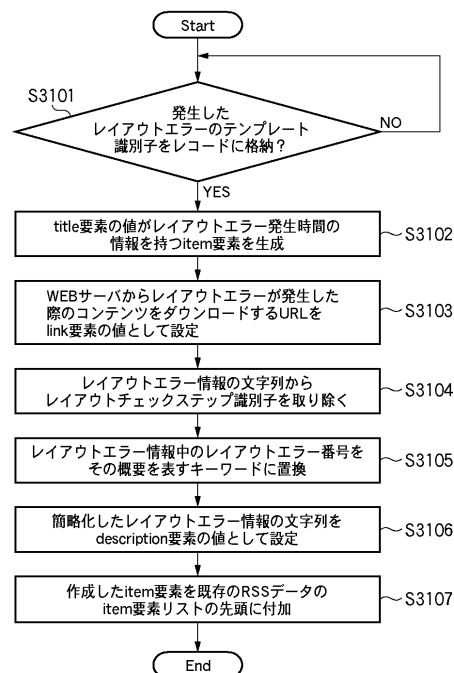 Start
S3101
発生した
レイアウトエラーのテンプレート
識別子をレコードに格納？
NO
YES
title要素の値がレイアウトエラー発生時間の
情報を持つitem要素を生成
S3102
WEBサーバからレイアウトエラーが発生した
際のコンテンツをダウンロードするURLを
link要素の値として設定
S3103
レイアウトエラー情報の文字列から
レイアウトチェックステップ識別子を取り除く
S3104
レイアウトエラー情報中のレイアウトエラー番号を
その概要を表すキーワードに置換
S3105
簡略化したレイアウトエラー情報の文字列を
description要素の値として設定
S3106
作成したitem要素を既存のRSSデータの
item要素リストの先頭に付加
S3107
End